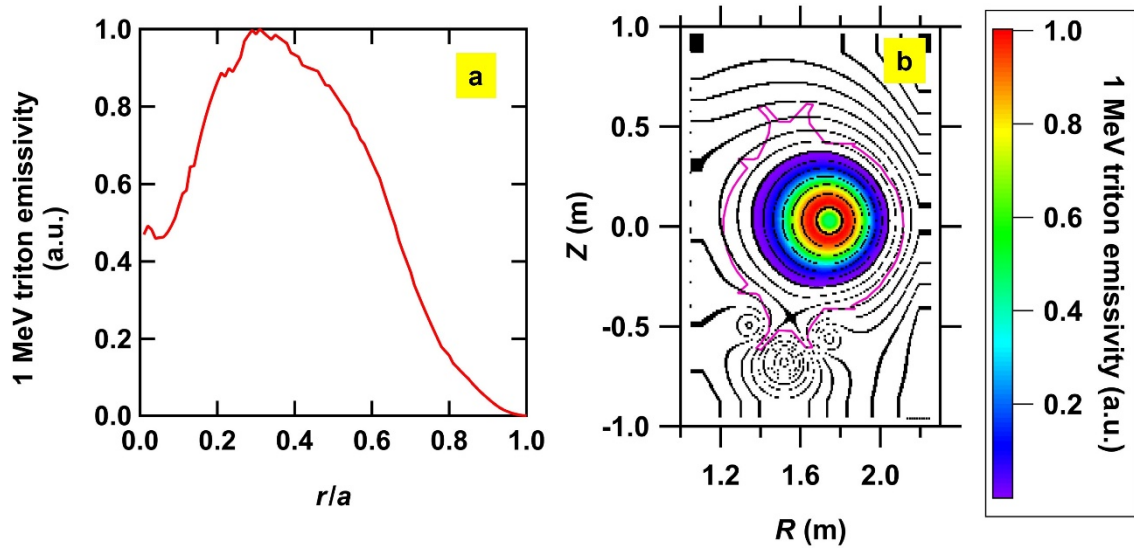 1 MeV triton emissivity
(a.u.)
1.0
0.8
0.6
0.4
0.2
0.0
a
0.0 0.2 0.4 0.6 0.8 1.0
r/a
Z (m)
1.0
0.5
0.0
-0.5
-1.0
b
1.2 1.6 2.0
R (m)
1.0
0.8
0.6
0.4
0.2
1 MeV triton emissivity (a.u.)